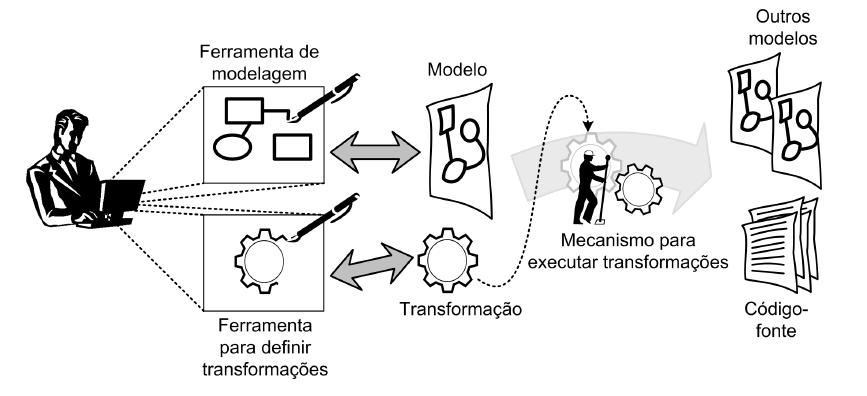 Ferramenta de
modelagem
Modelo
Outros
modelos
Mecanismo para
executar transformações
Transformação
Ferramenta
para definir
transformações
Código-
fonte